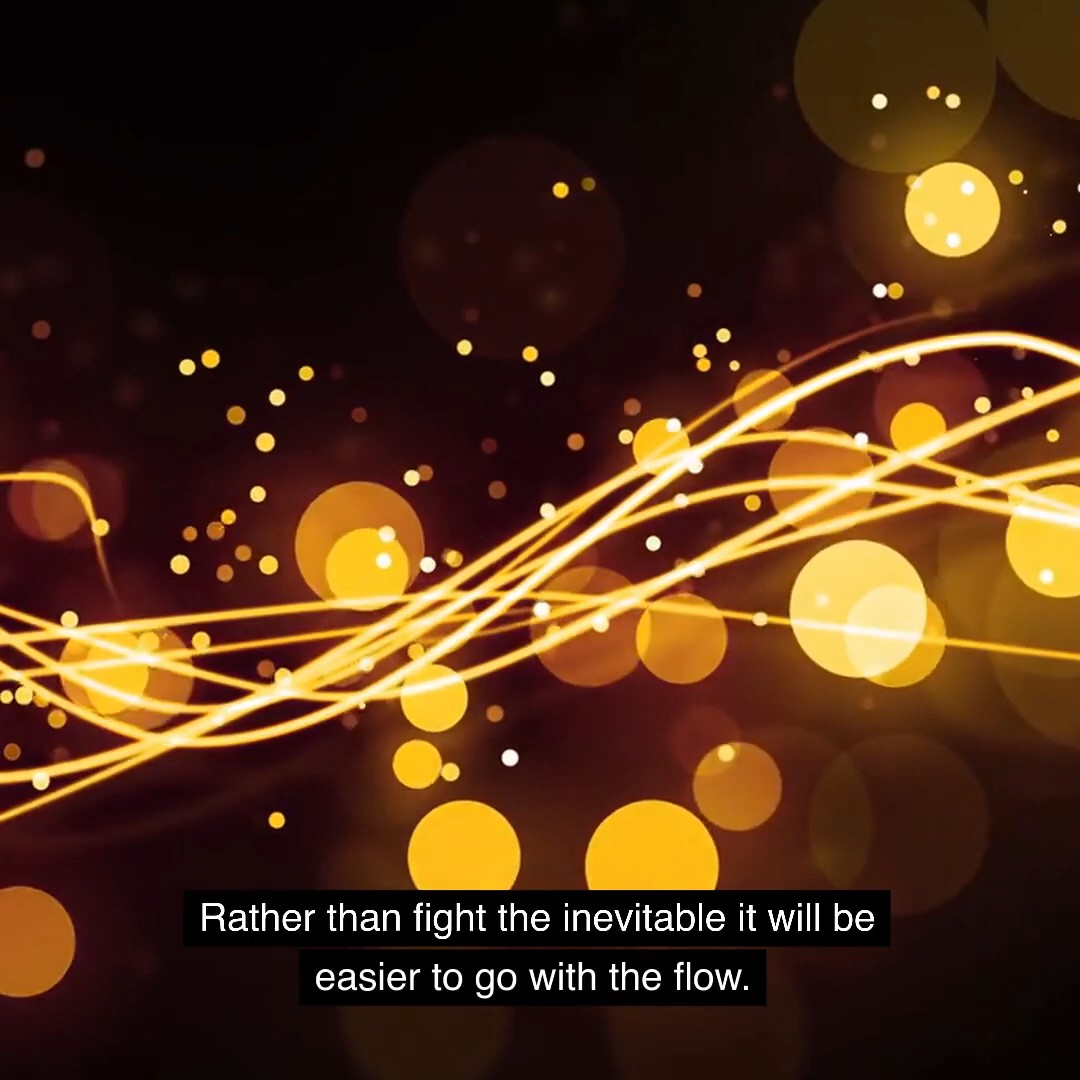 Rather than fight the inevitable it will be
easier to go with the flow.